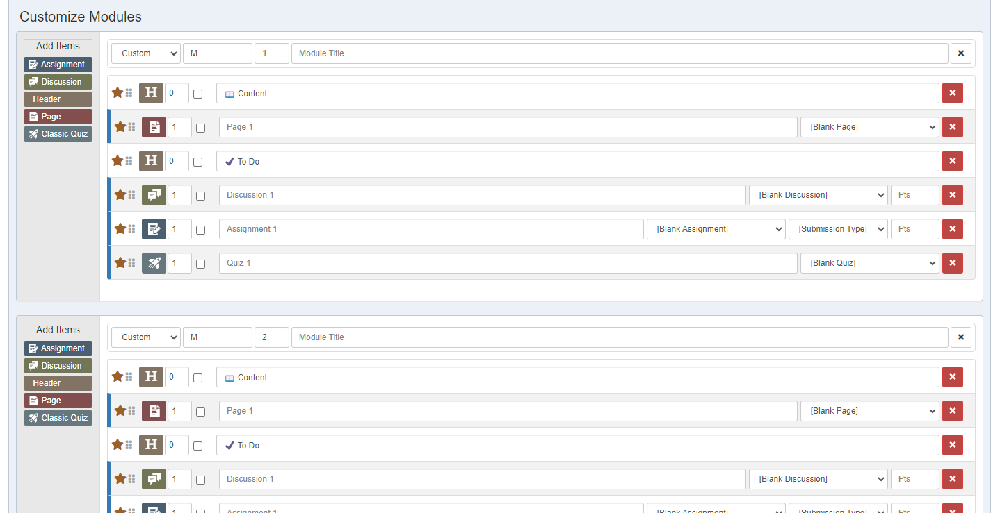 Customize Modules
Add Items
Assignment
Discussion
Header
Page
Classic Quiz
Custom M 1 Module Title
H 0 Content
1 Page 1 [Blank Page]
H 0 To Do
1 Discussion 1 [Blank Discussion] Pts
1 Assignment 1 [Blank Assignment] [Submission Type] Pts
1 Quiz 1 [Blank Quiz]
Add Items
Assignment
Discussion
Header
Page
Classic Quiz
Custom M 2 Module Title
H 0 Content
1 Page 1 [Blank Page]
H 0 To Do
1 Discussion 1 [Blank Discussion] Pts
1 Assignment 1 [Blank Assignment] [Submission Type] Pts